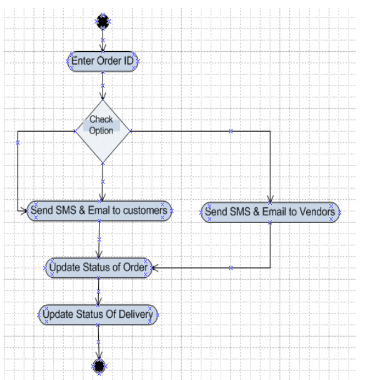 Enter Order ID
Check
Option
Send SMS & Emal to customers
Send SMS & Email to Vendors
Update Status of Order
Update Status Of Delivery